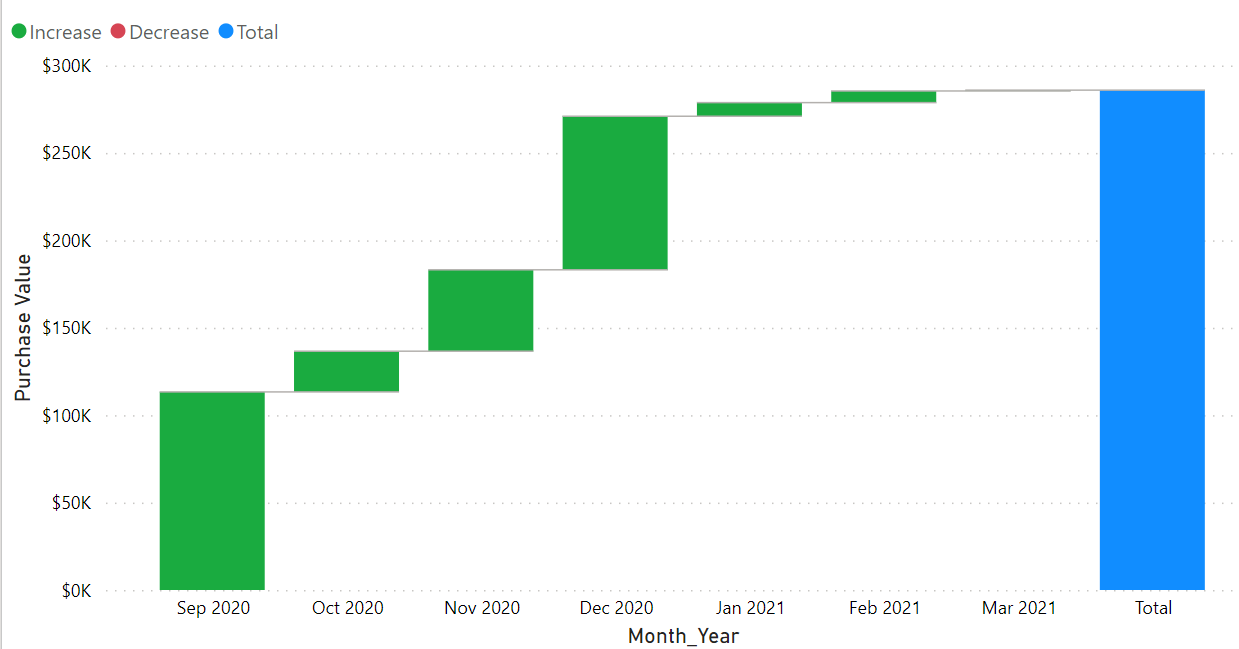 Increase Decrease Total
$300K
$250K
$200K
$150K
$100K
$50K
$0K
Purchase Value
Sep 2020 Oct 2020 Nov 2020 Dec 2020 Jan 2021 Feb 2021 Mar 2021 Total
Month_Year